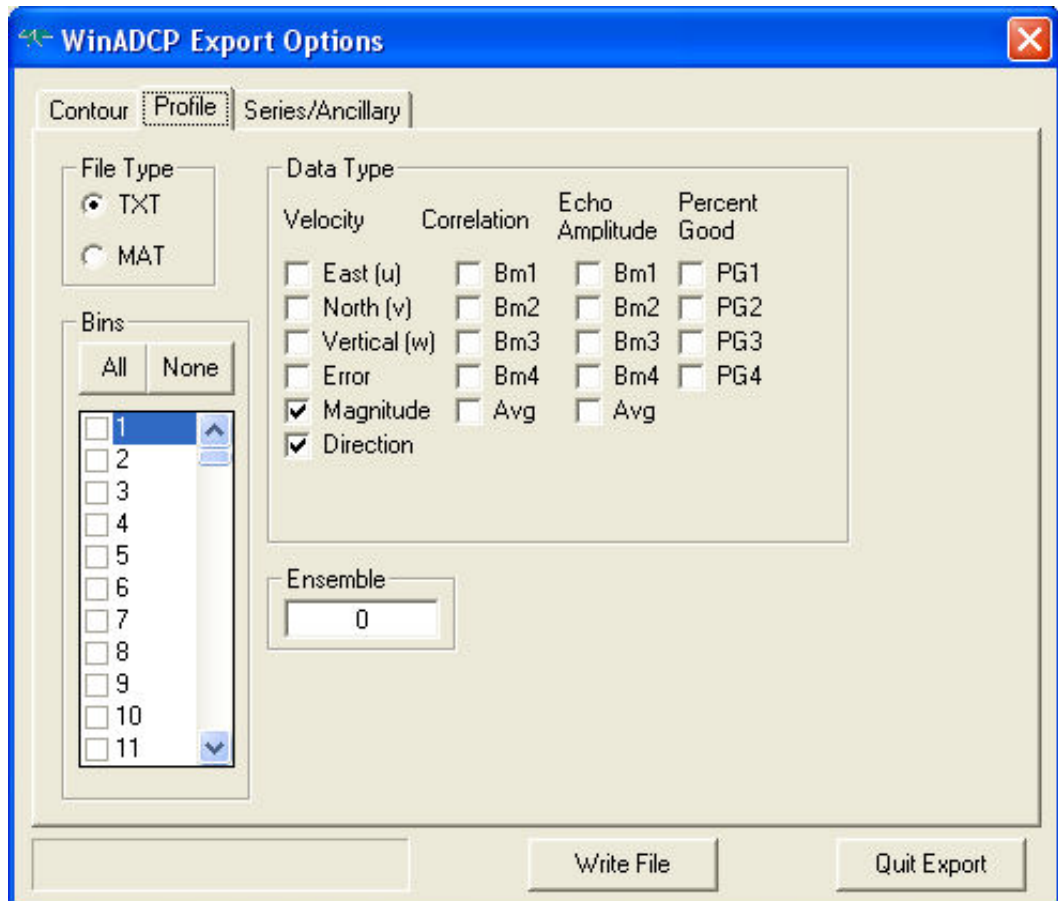 WinADCP Export Options
Contour Profile Series/Ancillary
File Type
TXT
MAT
Bins
All None
1
2
3
4
5
6
7
8
9
10
11
Data Type
Velocity Correlation Echo Amplitude Percent Good
East (u) Bm1 Bm1 PG1
North (v) Bm2 Bm2 PG2
Vertical (w) Bm3 Bm3 PG3
Error Bm4 Bm4 PG4
Magnitude Avg Avg
Direction
Ensemble
0
Write File Quit Export